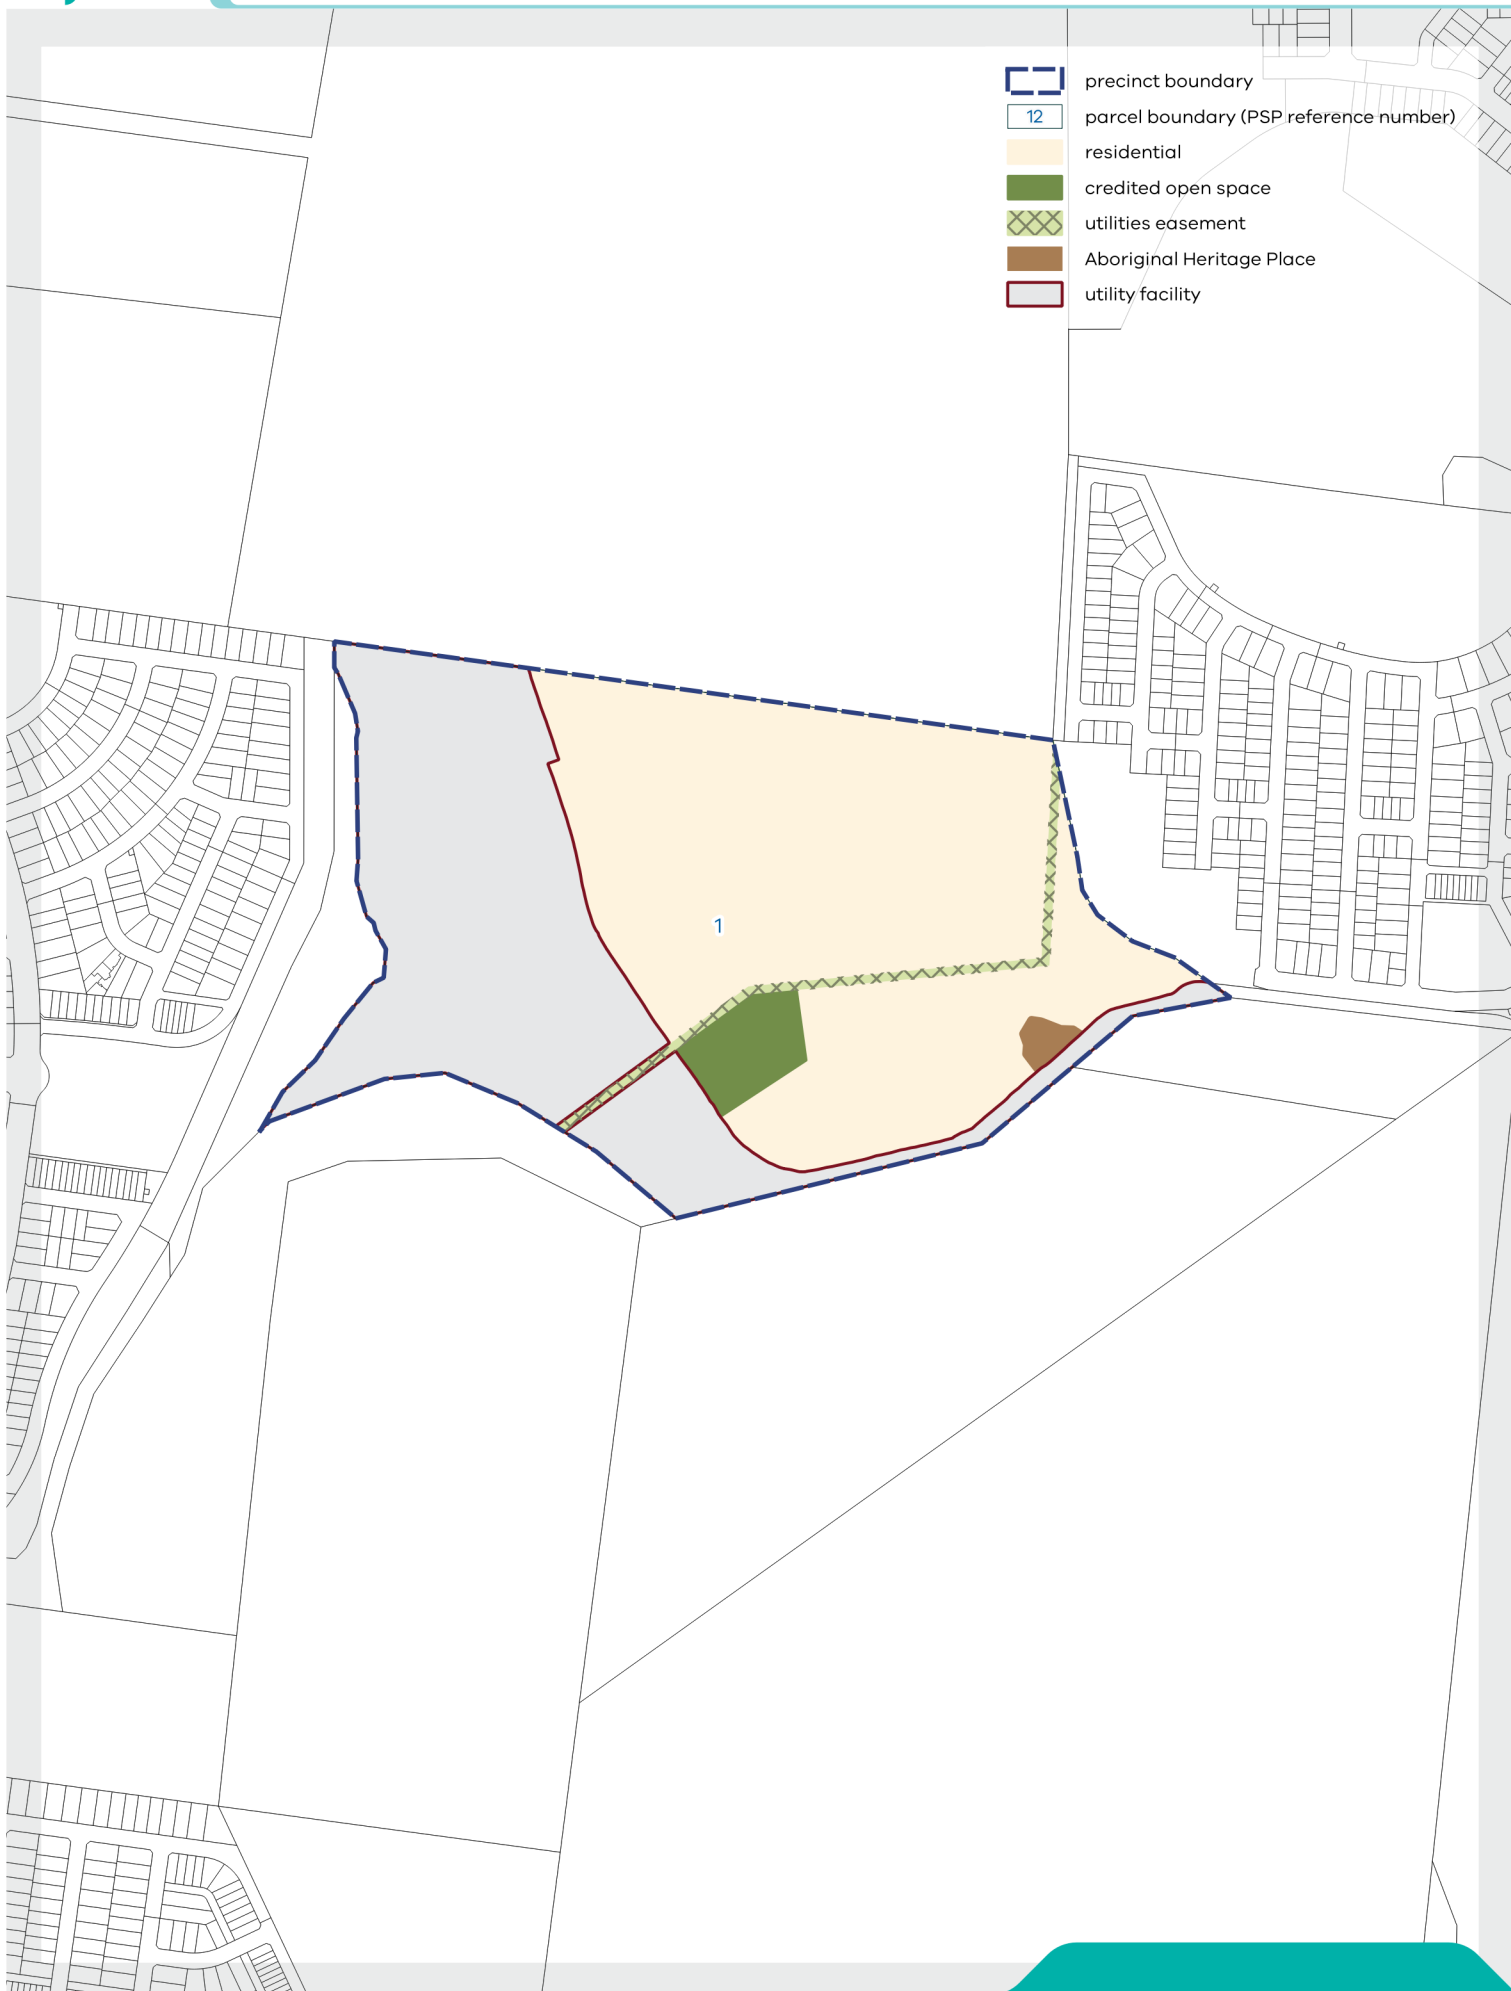 precinct boundary
12 parcel boundary (PSP reference number)
residential
credited open space
utilities easement
Aboriginal Heritage Place
utility facility
1